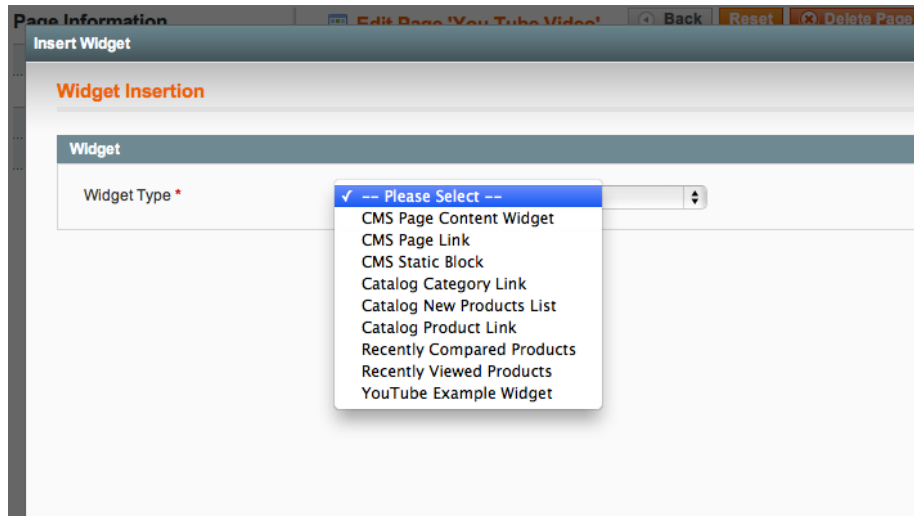 Page Information
Edit Page 'You Tube Video'
Back
Reset
Delete Page
Insert Widget
...
Widget Insertion
...
Widget
...
Widget Type *
✓ -- Please Select --
CMS Page Content Widget
CMS Page Link
CMS Static Block
Catalog Category Link
Catalog New Products List
Catalog Product Link
Recently Compared Products
Recently Viewed Products
YouTube Example Widget